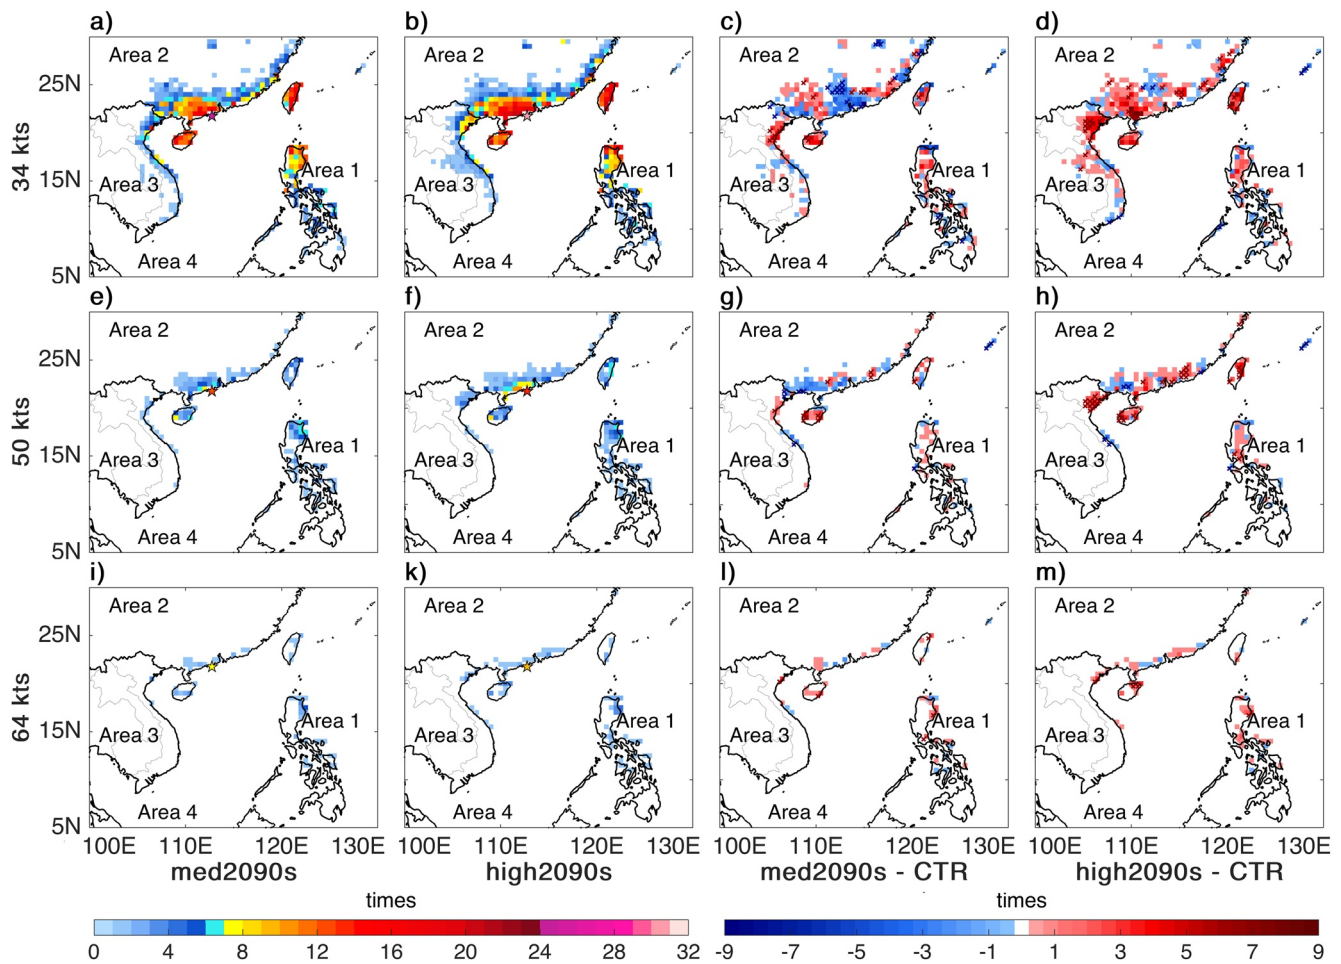 a) b) c) d)
Area 2 Area 2 Area 2 Area 2
25N
34 kts
Area 1 Area 1 Area 1 Area 1
15N
Area 3 Area 3 Area 3 Area 3
Area 4 Area 4 Area 4 Area 4
5N
e) f) g) h)
Area 2 Area 2 Area 2 Area 2
25N
50 kts
Area 1 Area 1 Area 1 Area 1
15N
Area 3 Area 3 Area 3 Area 3
Area 4 Area 4 Area 4 Area 4
5N
i) k) l) m)
Area 2 Area 2 Area 2 Area 2
25N
64 kts
Area 1 Area 1 Area 1 Area 1
15N
Area 3 Area 3 Area 3 Area 3
Area 4 Area 4 Area 4 Area 4
5N
100E 110E 120E 130E 100E 110E 120E 130E 100E 110E 120E 130E 100E 110E 120E 130E
med2090s high2090s med2090s - CTR high2090s - CTR
times times
0 4 8 12 16 20 24 28 32 -9 -7 -5 -3 -1 1 3 5 7 9